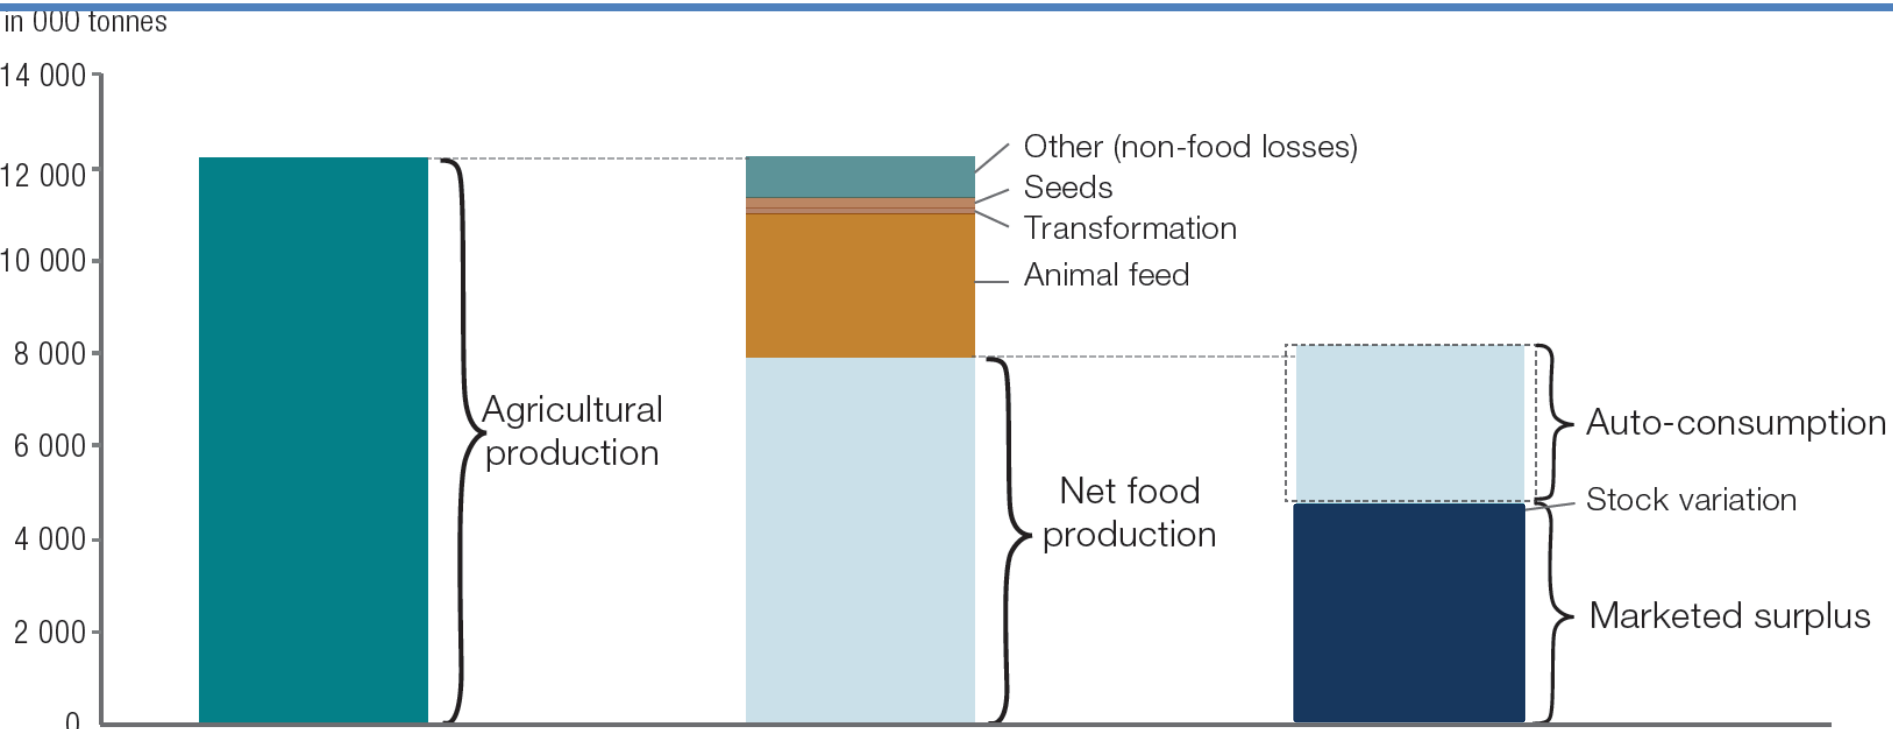 in 000 tonnes
14 000
12 000
10 000
8 000
6 000
4 000
2 000
0
Agricultural
production
Other (non-food losses)
Seeds
Transformation
Animal feed
Net food
production
Auto-consumption
Stock variation
Marketed surplus